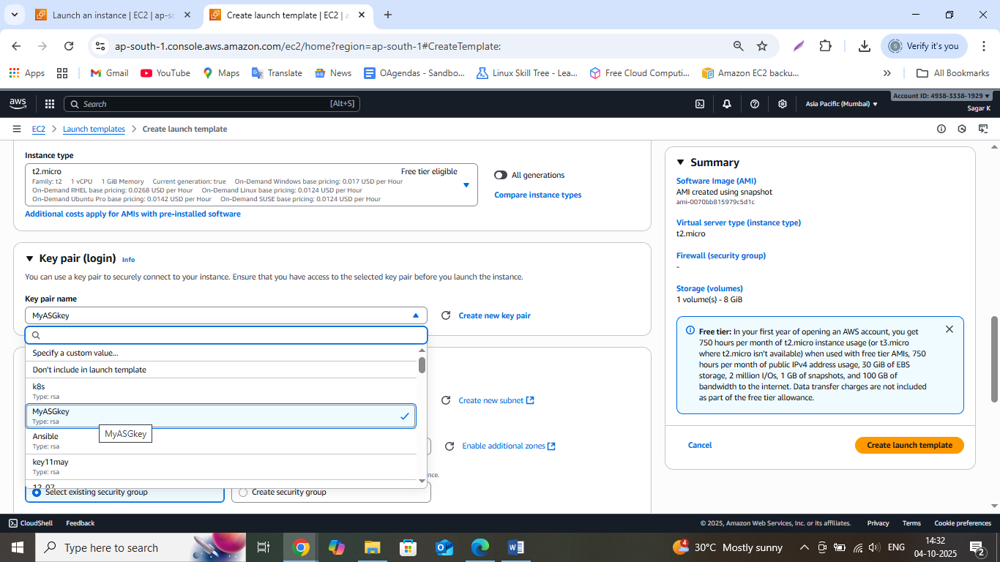 Launch an instance | EC2 | ap-sc
Create launch template | EC2 | a
ap-south-1.console.aws.amazon.com/ec2/home?region=ap-south-1#CreateTemplate:
Verify it's you
Apps
Gmail
YouTube
Maps
Translate
News
OAgendas - Sandbo...
Linux Skill Tree - Lea...
Free Cloud Computi...
Amazon EC2 backu...
All Bookmarks
aws
Search
[Alt+S]
Asia Pacific (Mumbai)
Account ID: 4938-3338-1929
Sagar K
EC2 > Launch templates > Create launch template
Instance type
t2.micro
Free tier eligible
Family: t2 1 vCPU 1 GiB Memory Current generation: true On-Demand Windows base pricing: 0.017 USD per Hour
On-Demand RHEL base pricing: 0.0268 USD per Hour On-Demand Linux base pricing: 0.0124 USD per Hour
On-Demand Ubuntu Pro base pricing: 0.0142 USD per Hour On-Demand SUSE base pricing: 0.0124 USD per Hour
All generations
Compare instance types
Additional costs apply for AMIs with pre-installed software
Key pair (login) Info
You can use a key pair to securely connect to your instance. Ensure that you have access to the selected key pair before you launch the instance.
Key pair name
MyASGkey
Create new key pair
Specify a custom value...
Don't include in launch template
k8s
Type: rsa
MyASGkey
Type: rsa
MyASGkey
Ansible
Type: rsa
key11may
Type: rsa
12_07
Create new subnet
Enable additional zones
nce.
Select existing security group
Create security group
Summary
Software Image (AMI)
AMI created using snapshot
ami-0070bb815979c5d1c
Virtual server type (instance type)
t2.micro
Firewall (security group)
-
Storage (volumes)
1 volume(s) - 8 GiB
Free tier: In your first year of opening an AWS account, you get
750 hours per month of t2.micro instance usage (or t3.micro
where t2.micro isn't available) when used with free tier AMIs, 750
hours per month of public IPv4 address usage, 30 GiB of EBS
storage, 2 million I/Os, 1 GB of snapshots, and 100 GB of
bandwidth to the internet. Data transfer charges are not included
as part of the free tier allowance.
Cancel
Create launch template
CloudShell
Feedback
© 2025, Amazon Web Services, Inc. or its affiliates.
Privacy
Terms
Cookie preferences
Type here to search
30°C Mostly sunny
ENG
14:32
04-10-2025
2